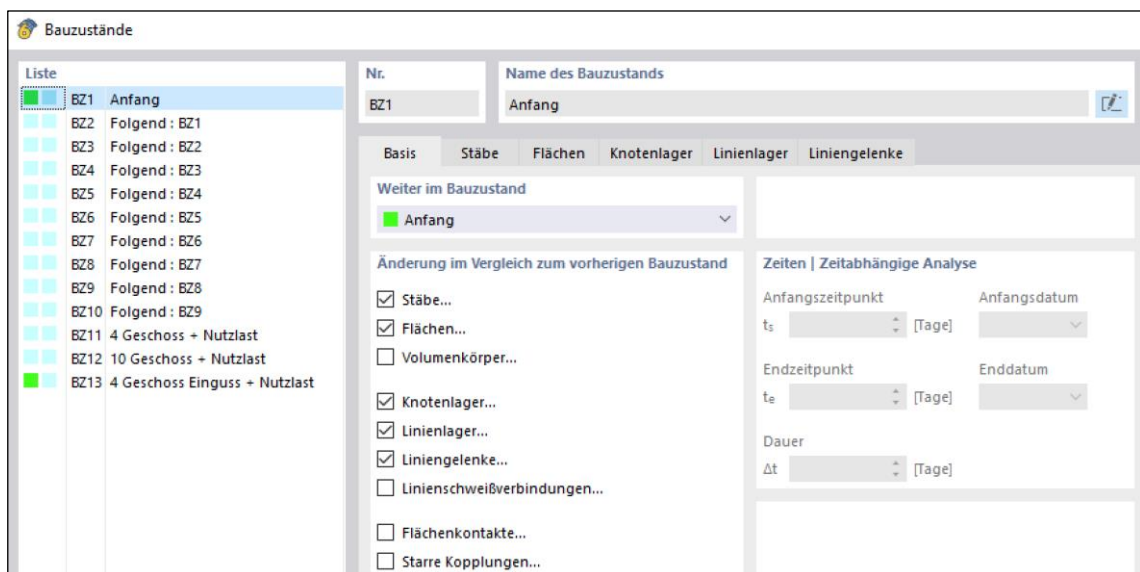 Bauzustände
Liste
BZ1 Anfang
BZ2 Folgend : BZ1
BZ3 Folgend : BZ2
BZ4 Folgend : BZ3
BZ5 Folgend : BZ4
BZ6 Folgend : BZ5
BZ7 Folgend : BZ6
BZ8 Folgend : BZ7
BZ9 Folgend : BZ8
BZ10 Folgend : BZ9
BZ11 4 Geschoss + Nutzlast
BZ12 10 Geschoss + Nutzlast
BZ13 4 Geschoss Einguss + Nutzlast
Nr.
BZ1
Name des Bauzustands
Anfang
Basis Stäbe Flächen Knotenlager Linienlager Liniengelenke
Weiter im Bauzustand
Anfang
Änderung im Vergleich zum vorherigen Bauzustand
Stäbe...
Flächen...
Volumenkörper...
Knotenlager...
Linienlager...
Liniengelenke...
Linienschweißverbindungen...
Flächenkontakte...
Starre Kopplungen...
Zeiten | Zeitabhängige Analyse
Anfangszeitpunkt Anfangsdatum
ts [Tage]
Endzeitpunkt Enddatum
te [Tage]
Dauer
Δt [Tage]